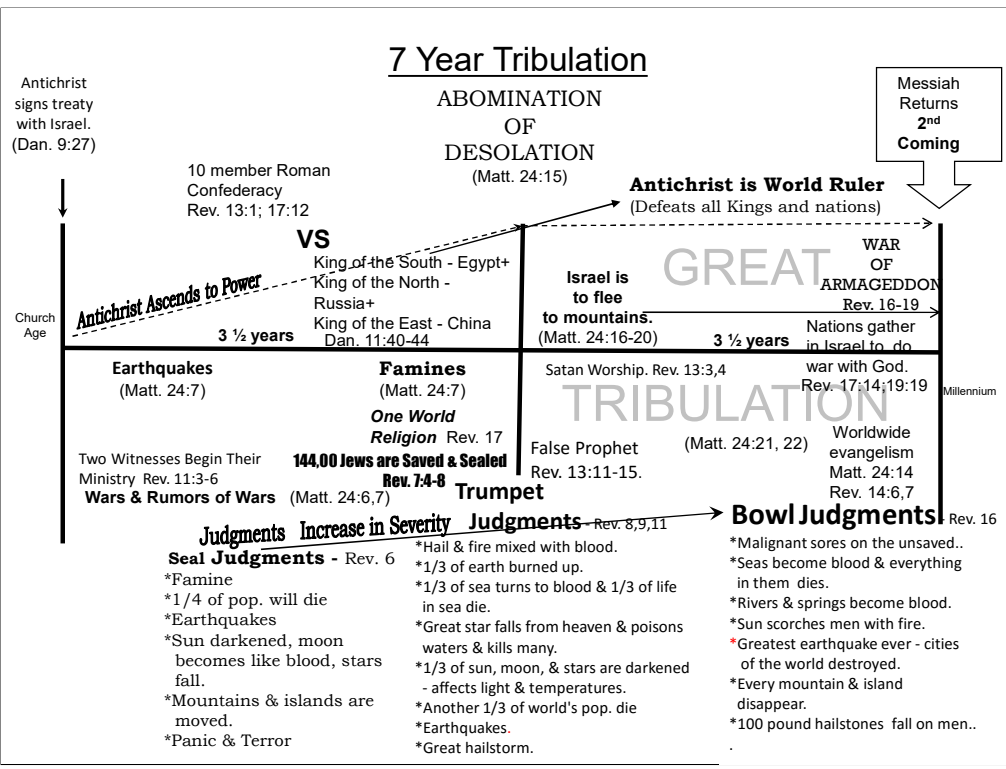 7 Year Tribulation
Antichrist
signs treaty
with Israel.
(Dan. 9:27)
ABOMINATION
OF
DESOLATION
(Matt. 24:15)
Messiah
Returns
2nd
Coming
10 member Roman
Confederacy
Rev. 13:1; 17:12
Antichrist is World Ruler
(Defeats all Kings and nations)
VS
King of the South - Egypt+
King of the North -
Russia+
King of the East - China
Dan. 11:40-44
Antichrist Ascends to Power
Church
Age
3 ½ years
Israel is
to flee
to mountains.
(Matt. 24:16-20)
GREAT
WAR
OF
ARMAGEDDON
Rev. 16-19
3 ½ years
Nations gather
in Israel to do
war with God.
Rev. 17:14;19:19
Millennium
Earthquakes
(Matt. 24:7)
Famines
(Matt. 24:7)
Satan Worship. Rev. 13:3,4
TRIBULATION
One World
Religion Rev. 17
False Prophet
Rev. 13:11-15.
(Matt. 24:21, 22)
Worldwide
evangelism
Matt. 24:14
Rev. 14:6,7
Two Witnesses Begin Their
Ministry Rev. 11:3-6
144,00 Jews are Saved & Sealed
Rev. 7:4-8
Wars & Rumors of Wars (Matt. 24:6,7)
Judgments Increase in Severity
Trumpet
Judgments - Rev. 8,9,11
Bowl Judgments - Rev. 16
Seal Judgments - Rev. 6
*Famine
*1/4 of pop. will die
*Earthquakes
*Sun darkened, moon
becomes like blood, stars
fall.
*Mountains & islands are
moved.
*Panic & Terror
*Hail & fire mixed with blood.
*1/3 of earth burned up.
*1/3 of sea turns to blood & 1/3 of life
in sea die.
*Great star falls from heaven & poisons
waters & kills many.
*1/3 of sun, moon, & stars are darkened
- affects light & temperatures.
*Another 1/3 of world's pop. die
*Earthquakes.
*Great hailstorm.
*Malignant sores on the unsaved..
*Seas become blood & everything
in them dies.
*Rivers & springs become blood.
*Sun scorches men with fire.
*Greatest earthquake ever - cities
of the world destroyed.
*Every mountain & island
disappear.
*100 pound hailstones fall on men..
.